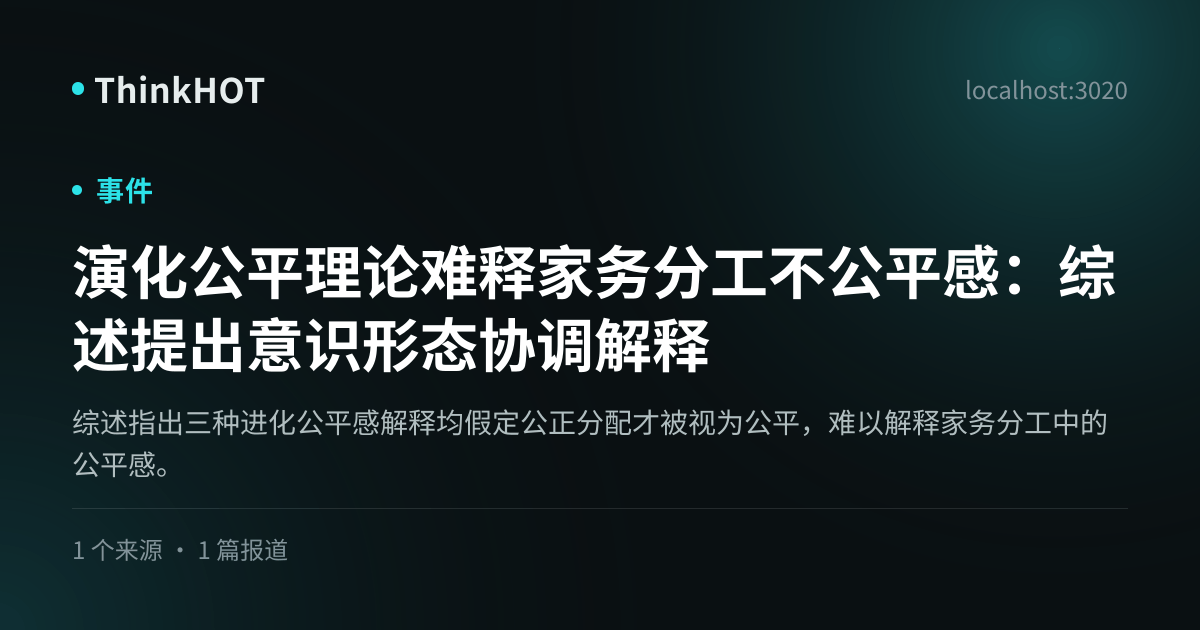 ThinkHOT
localhost:3020
事件
演化公平理论难释家务分工不公平感：综
述提出意识形态协调解释
综述指出三种进化公平感解释均假定公正分配才被视为公平，难以解释家务分工中的
公平感。
1 个来源 · 1 篇报道